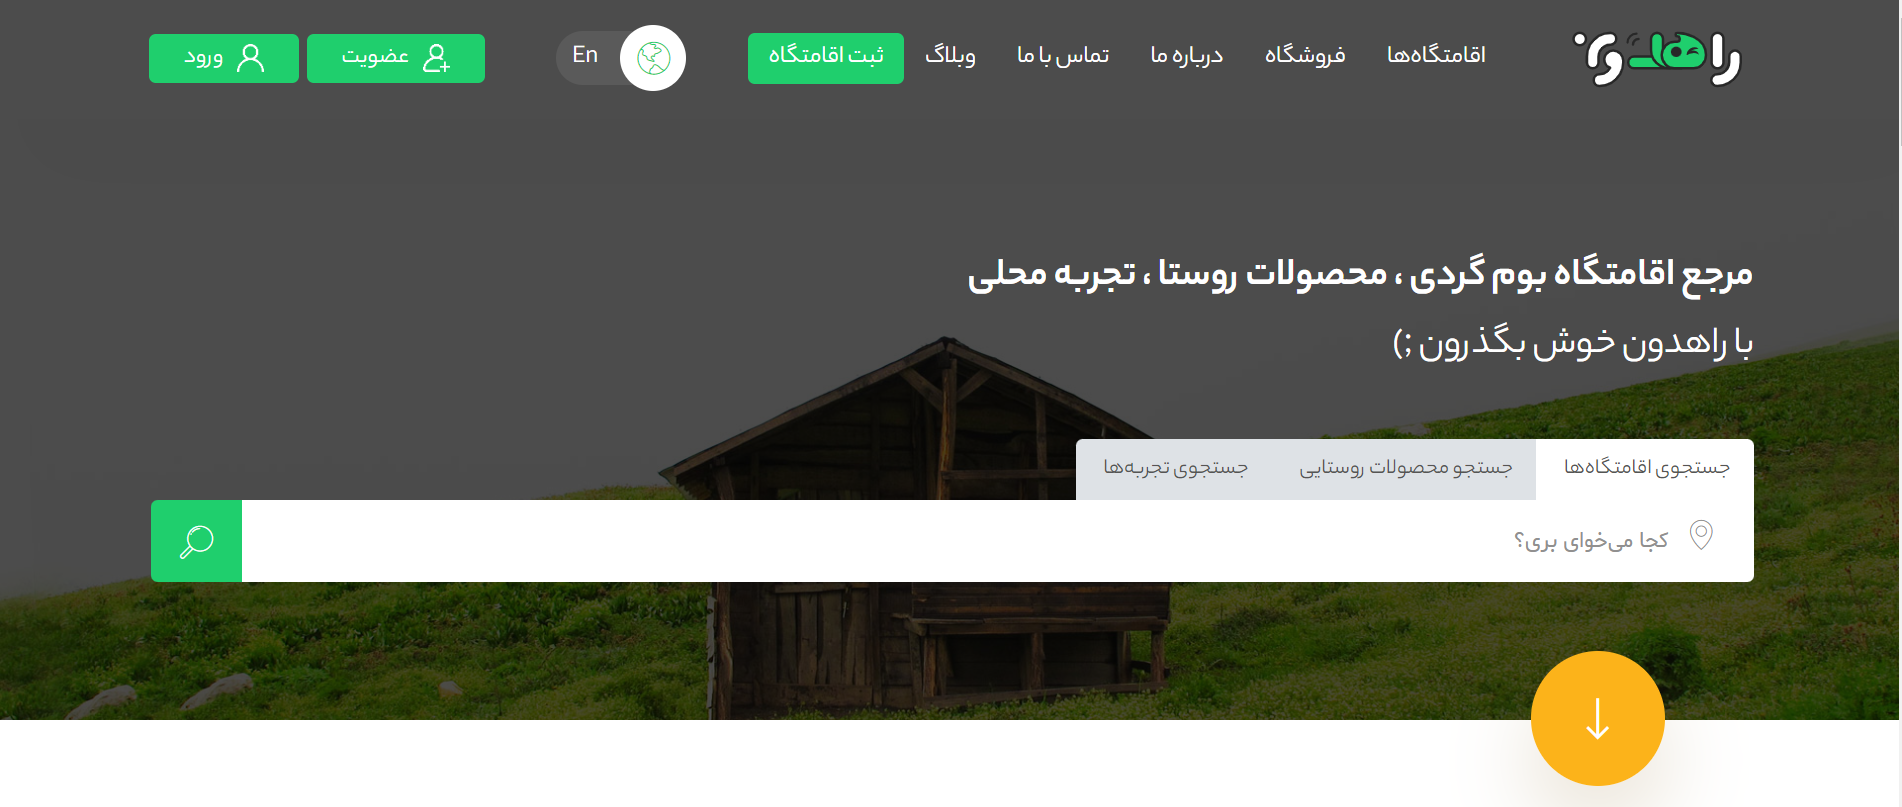 راهدون
اقامتگاه‌ها فروشگاه درباره ما تماس با ما وبلاگ ثبت اقامتگاه En عضویت ورود
مرجع اقامتگاه بوم گردی ، محصولات روستا ، تجربه محلی
با راهدون خوش بگذرون ;)
جستجوی اقامتگاه‌ها جستجو محصولات روستایی جستجوی تجربه‌ها
کجا می‌خوای بری؟